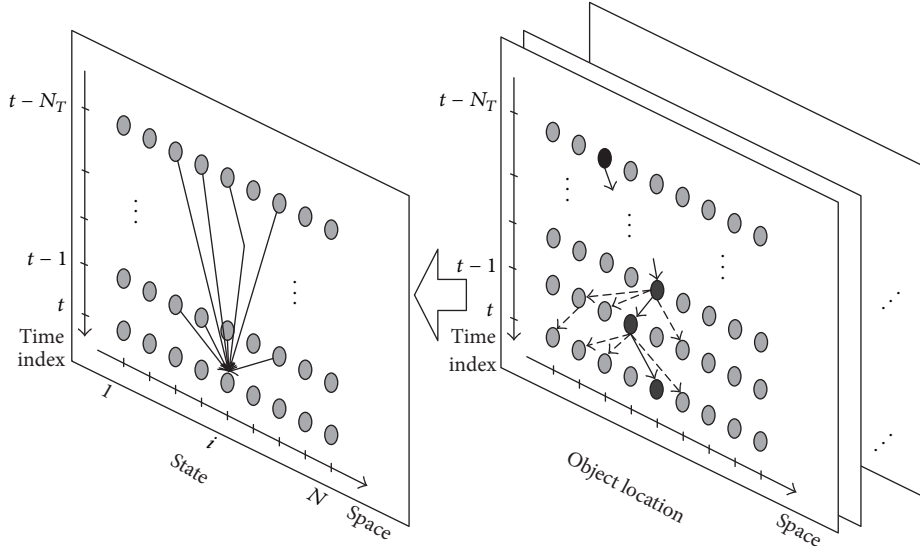 t − N_T
t − 1
t
Time
index
1
i
N
State
Space
t − N_T
t − 1
t
Time
index
Object location
Space